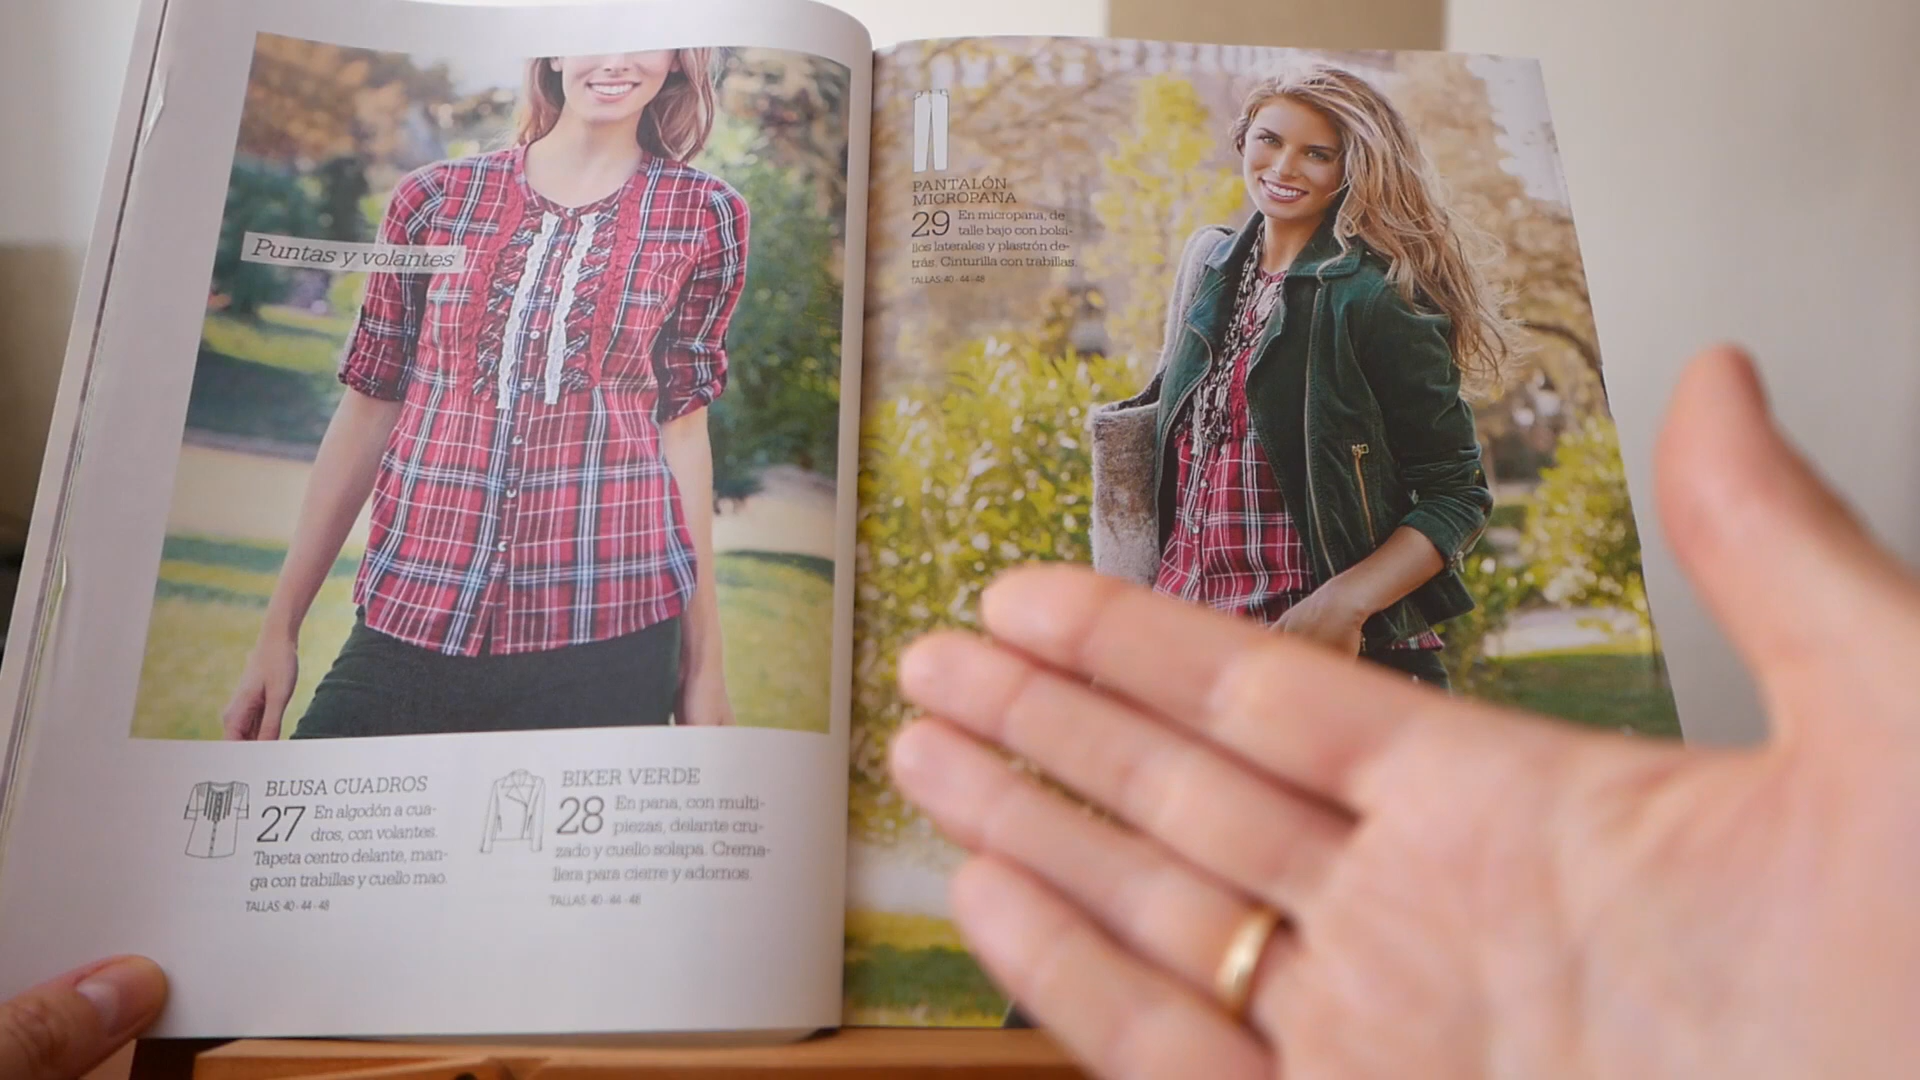 Puntas y volantes
BLUSA CUADROS
27 En algodón a cua-
dros, con volantes.
Tapeta centro delante, man-
ga con trabillas y cuello mao.
TALLAS: 40 - 44 - 48
BIKER VERDE
28 En pana, con multi-
piezas, delante cru-
zado y cuello solapa. Crema-
llera para cierre y adornos.
TALLAS: 40 - 44 - 48
PANTALÓN
MICROPANA
29 En micropana, de
talle bajo con bolsi-
llos laterales y plastrón de-
trás. Cinturilla con trabillas.
TALLAS: 40 - 44 - 48